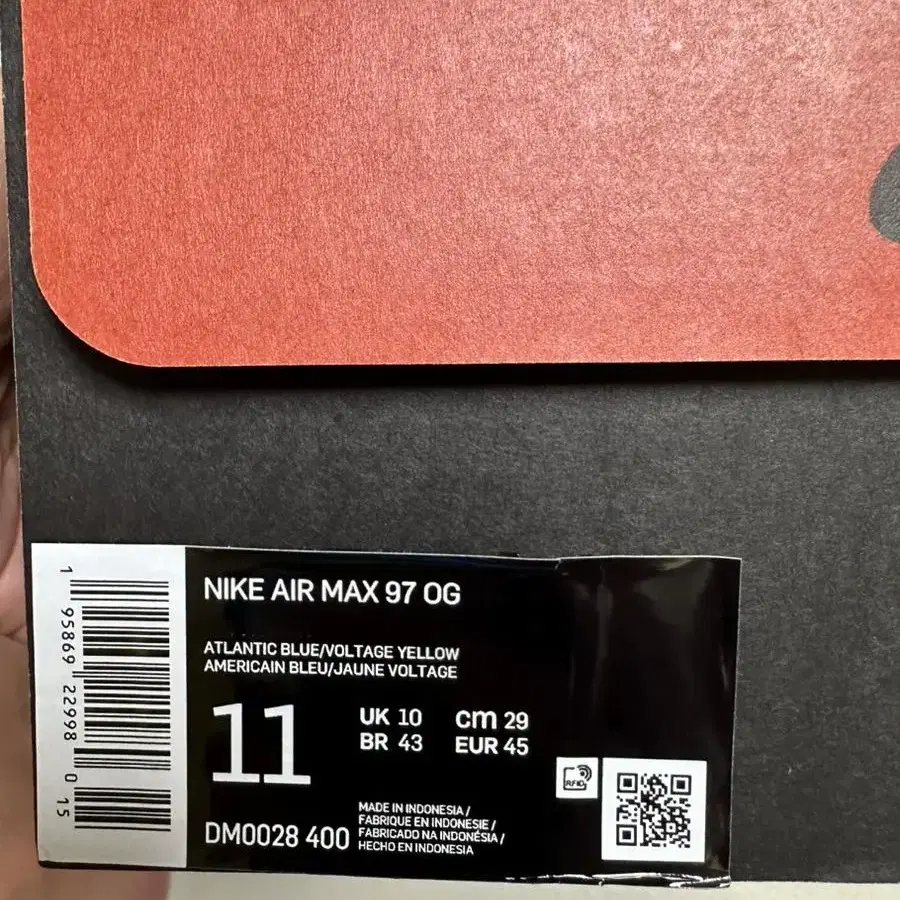 NIKE AIR MAX 97 OG
ATLANTIC BLUE/VOLTAGE YELLOW
AMERICAIN BLEU/JAUNE VOLTAGE
11
UK 10 cm 29
BR 43 EUR 45
DM0028 400
MADE IN INDONESIA /
FABRIQUE EN INDONESIE /
FABRICADO NA INDONÉSIA /
HECHO EN INDONESIA
RFID
1 95869 22998 0 15